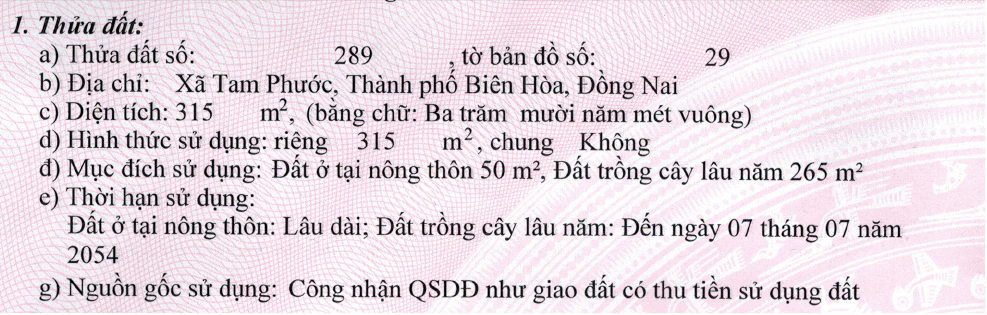 1. Thửa đất:
a) Thửa đất số: 289 , tờ bản đồ số: 29
b) Địa chỉ: Xã Tam Phước, Thành phố Biên Hòa, Đồng Nai
c) Diện tích: 315 m², (bằng chữ: Ba trăm mười năm mét vuông)
d) Hình thức sử dụng: riêng 315 m², chung Không
đ) Mục đích sử dụng: Đất ở tại nông thôn 50 m², Đất trồng cây lâu năm 265 m²
e) Thời hạn sử dụng:
Đất ở tại nông thôn: Lâu dài; Đất trồng cây lâu năm: Đến ngày 07 tháng 07 năm
2054
g) Nguồn gốc sử dụng: Công nhận QSDĐ như giao đất có thu tiền sử dụng đất